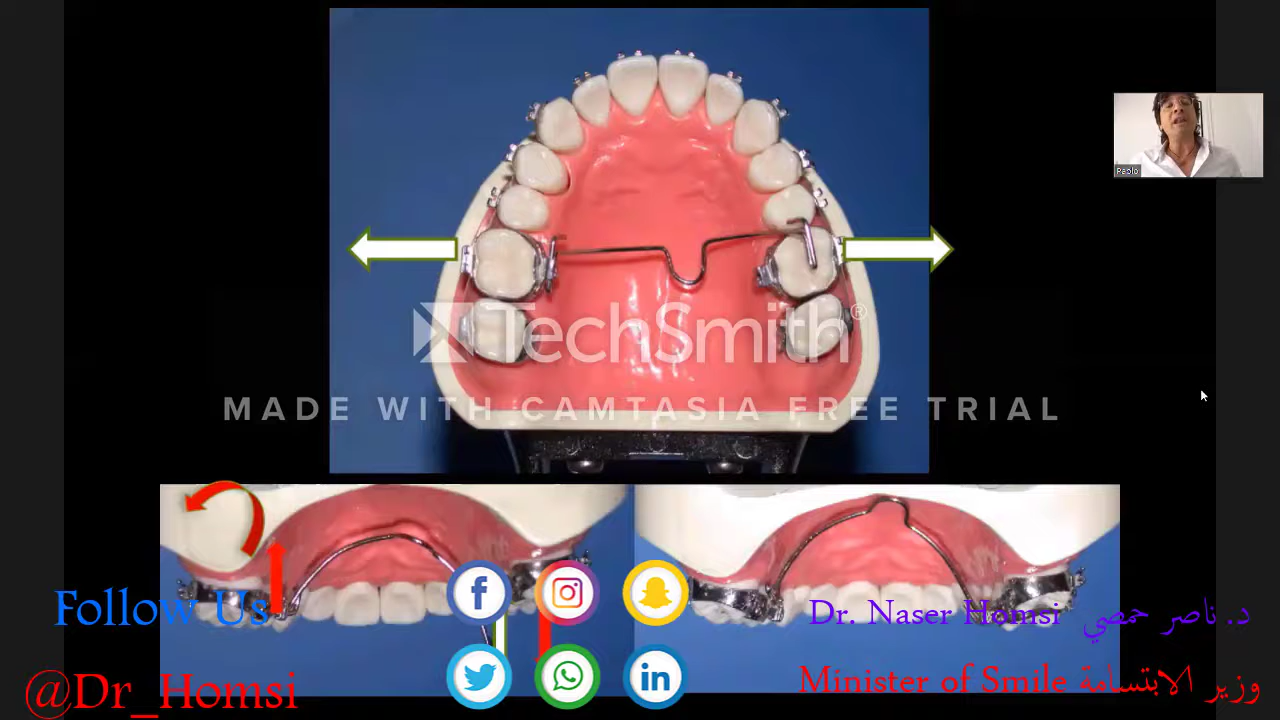 Paolo
TechSmith®
MADE WITH CAMTASIA FREE TRIAL
Follow Us
Dr. Naser Homsi د. ناصر حمصي
@Dr_Homsi
Minister of Smile وزير الابتسامة